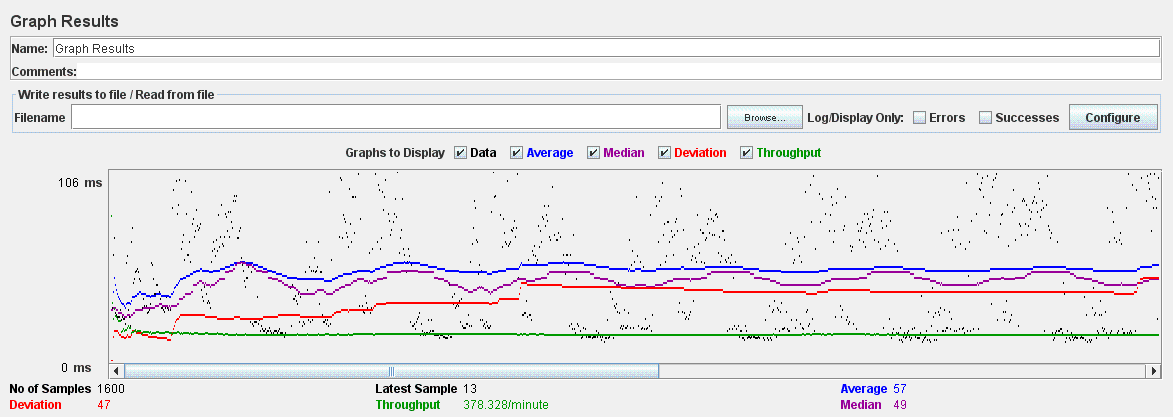 Graph Results
Name: Graph Results
Comments:
Write results to file / Read from file
Filename Browse... Log/Display Only: Errors Successes Configure
Graphs to Display Data Average Median Deviation Throughput
106 ms
0 ms
No of Samples 1600 Latest Sample 13 Average 57
Deviation 47 Throughput 378.328/minute Median 49